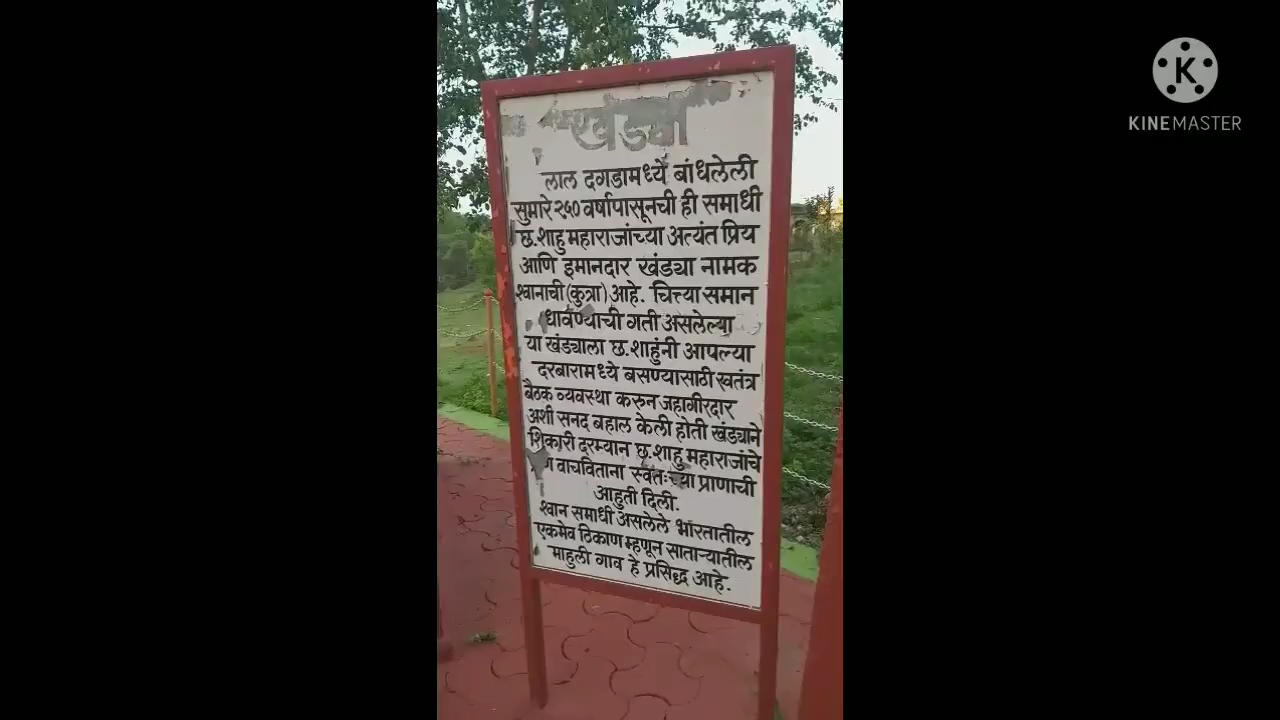 खंड्या
लाल दगडामध्ये बांधलेली
सुमारे २५० वर्षापासूनची ही समाधी
छ.शाहु महाराजांच्या अत्यंत प्रिय
आणि इमानदार खंड्या नामक
श्वानाची (कुत्रा) आहे. चित्त्या समान
धावण्याची गती असलेल्या
या खंड्याला छ.शाहुंनी आपल्या
दरबारामध्ये बसण्यासाठी स्वतंत्र
बैठक व्यवस्था करुन जहागीरदार
अशी सनद बहाल केली होती खंड्याने
शिकारी दरम्यान छ.शाहु महाराजांचे
वाचविताना स्वतःच्या प्राणाची
आहुती दिली.
श्वान समाधी असलेले भारतातील
एकमेव ठिकाण म्हणून साताऱ्यातील
माहुली गाव हे प्रसिद्ध आहे.
K
KINEMASTER